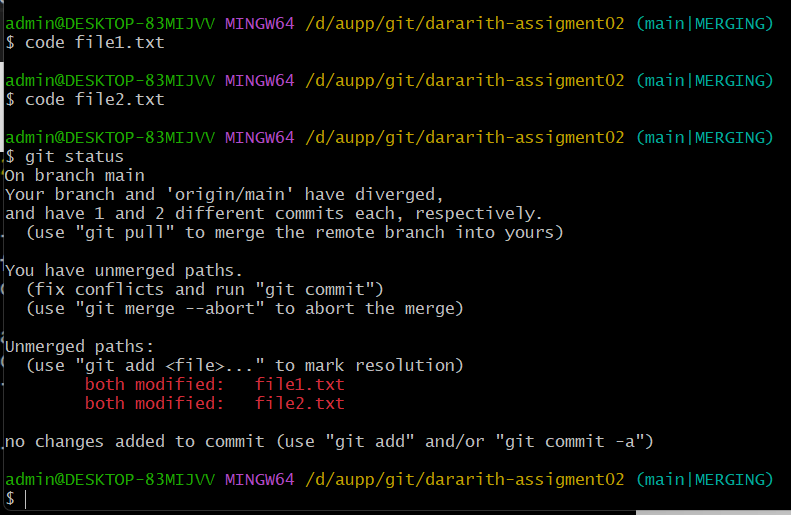 admin@DESKTOP-83MIJVV MINGW64 /d/aupp/git/dararith-assigment02 (main|MERGING)
$ code file1.txt
admin@DESKTOP-83MIJVV MINGW64 /d/aupp/git/dararith-assigment02 (main|MERGING)
$ code file2.txt
admin@DESKTOP-83MIJVV MINGW64 /d/aupp/git/dararith-assigment02 (main|MERGING)
$ git status
On branch main
Your branch and 'origin/main' have diverged,
and have 1 and 2 different commits each, respectively.
  (use "git pull" to merge the remote branch into yours)
You have unmerged paths.
  (fix conflicts and run "git commit")
  (use "git merge --abort" to abort the merge)
Unmerged paths:
  (use "git add <file>..." to mark resolution)
        both modified:   file1.txt
        both modified:   file2.txt
no changes added to commit (use "git add" and/or "git commit -a")
admin@DESKTOP-83MIJVV MINGW64 /d/aupp/git/dararith-assigment02 (main|MERGING)
$